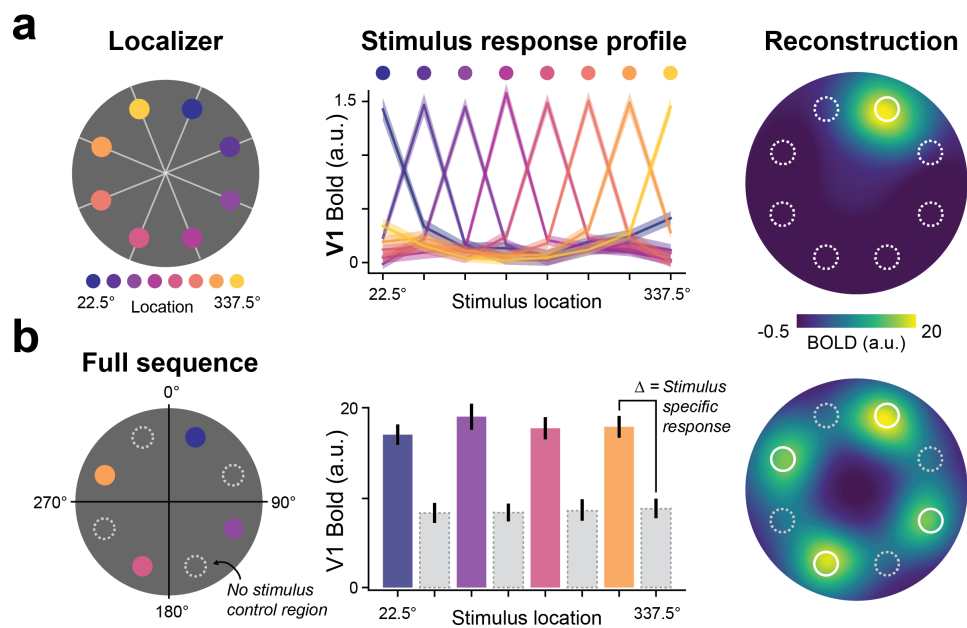 a
Localizer
Stimulus response profile
Reconstruction
1.5
V1 Bold (a.u.)
0
22.5°
Stimulus location
337.5°
22.5°
Location
337.5°
-0.5
20
BOLD (a.u.)
b
Full sequence
0°
270°
90°
180°
No stimulus
control region
20
V1 Bold (a.u.)
0
22.5°
Stimulus location
337.5°
Δ = Stimulus
specific
response